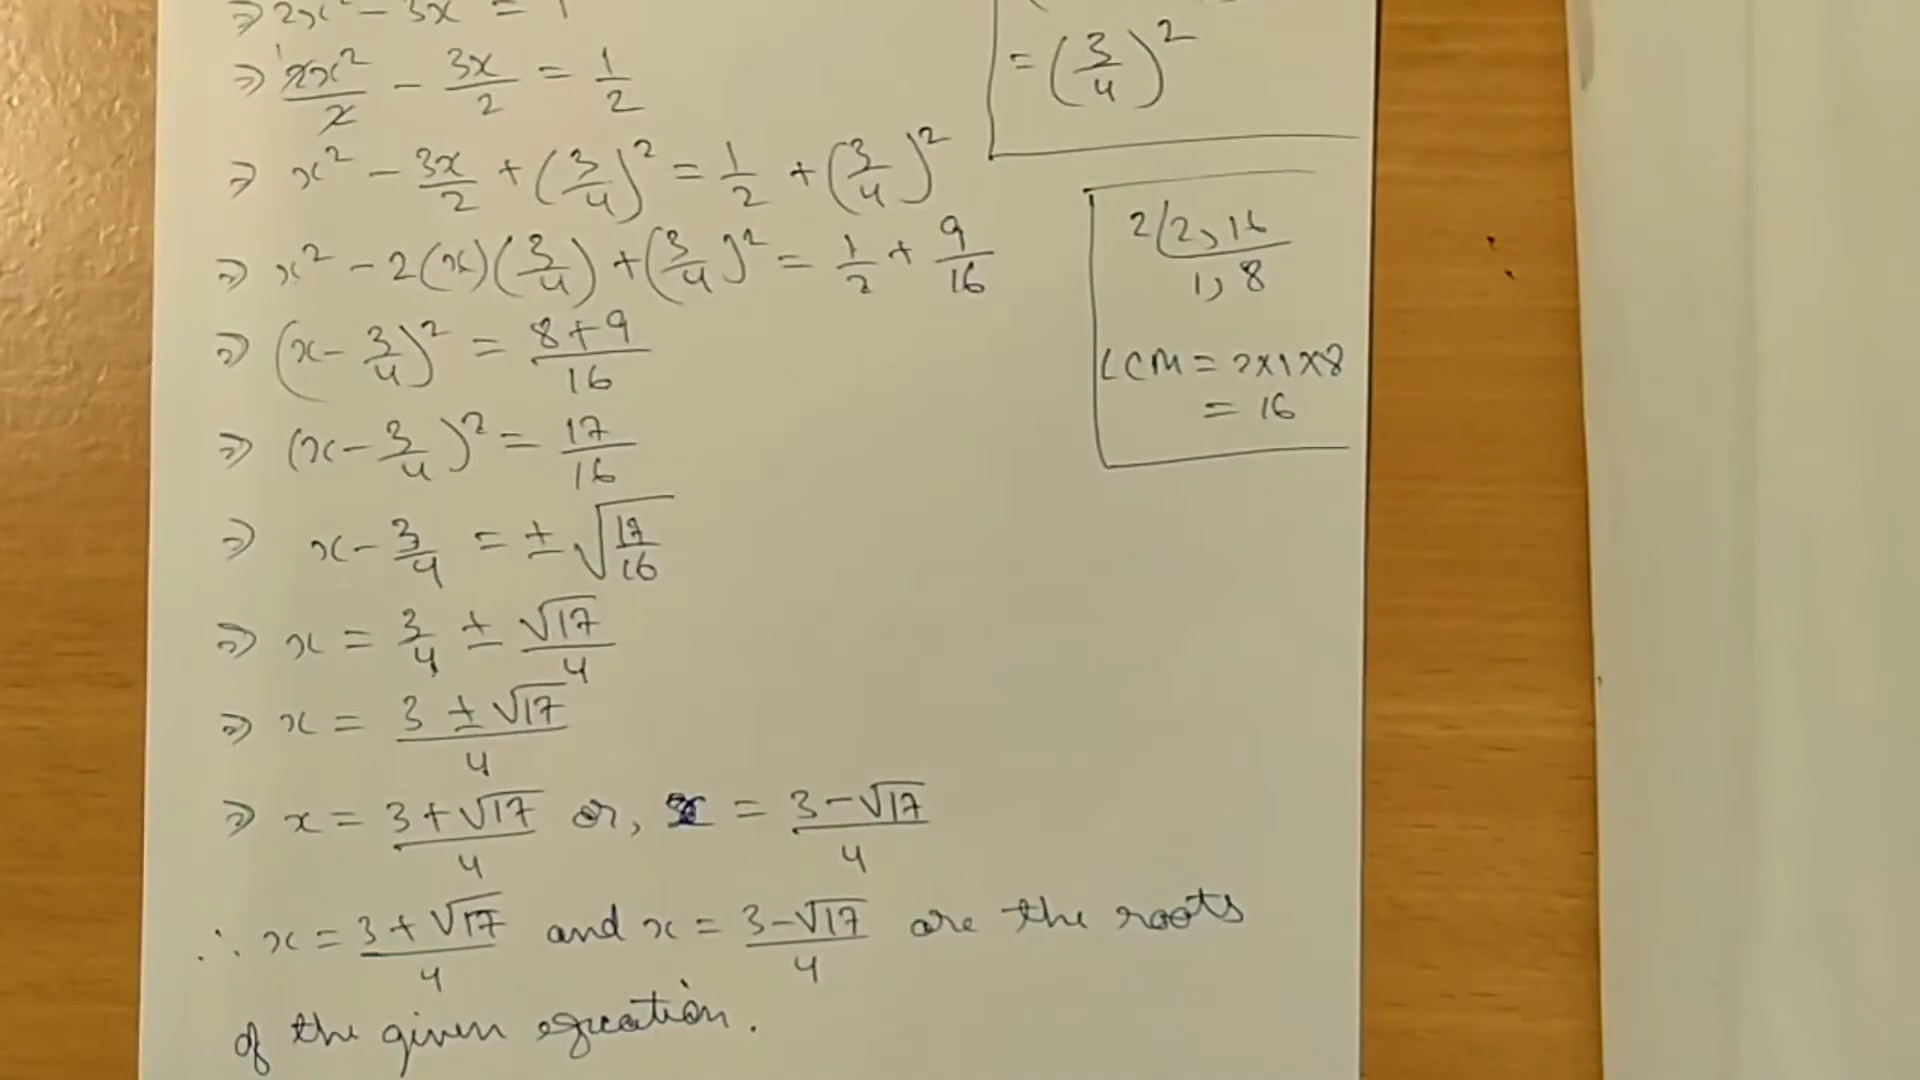 ⇒ 2x² - 3x = 1
⇒ 2x²/2 - 3x/2 = 1/2
⇒ x² - 3x/2 + (3/4)² = 1/2 + (3/4)²
⇒ x² - 2(x)(3/4) + (3/4)² = 1/2 + 9/16
⇒ (x - 3/4)² = (8+9)/16
⇒ (x - 3/4)² = 17/16
⇒ x - 3/4 = ± √(17/16)
⇒ x = 3/4 ± √17/4
⇒ x = (3 ± √17)/4
⇒ x = (3 + √17)/4 or, x = (3 - √17)/4
∴ x = (3 + √17)/4 and x = (3 - √17)/4 are the roots
of the given equation.
= (3/4)²
2 | 2, 16
1, 8
LCM = 2×1×8
= 16